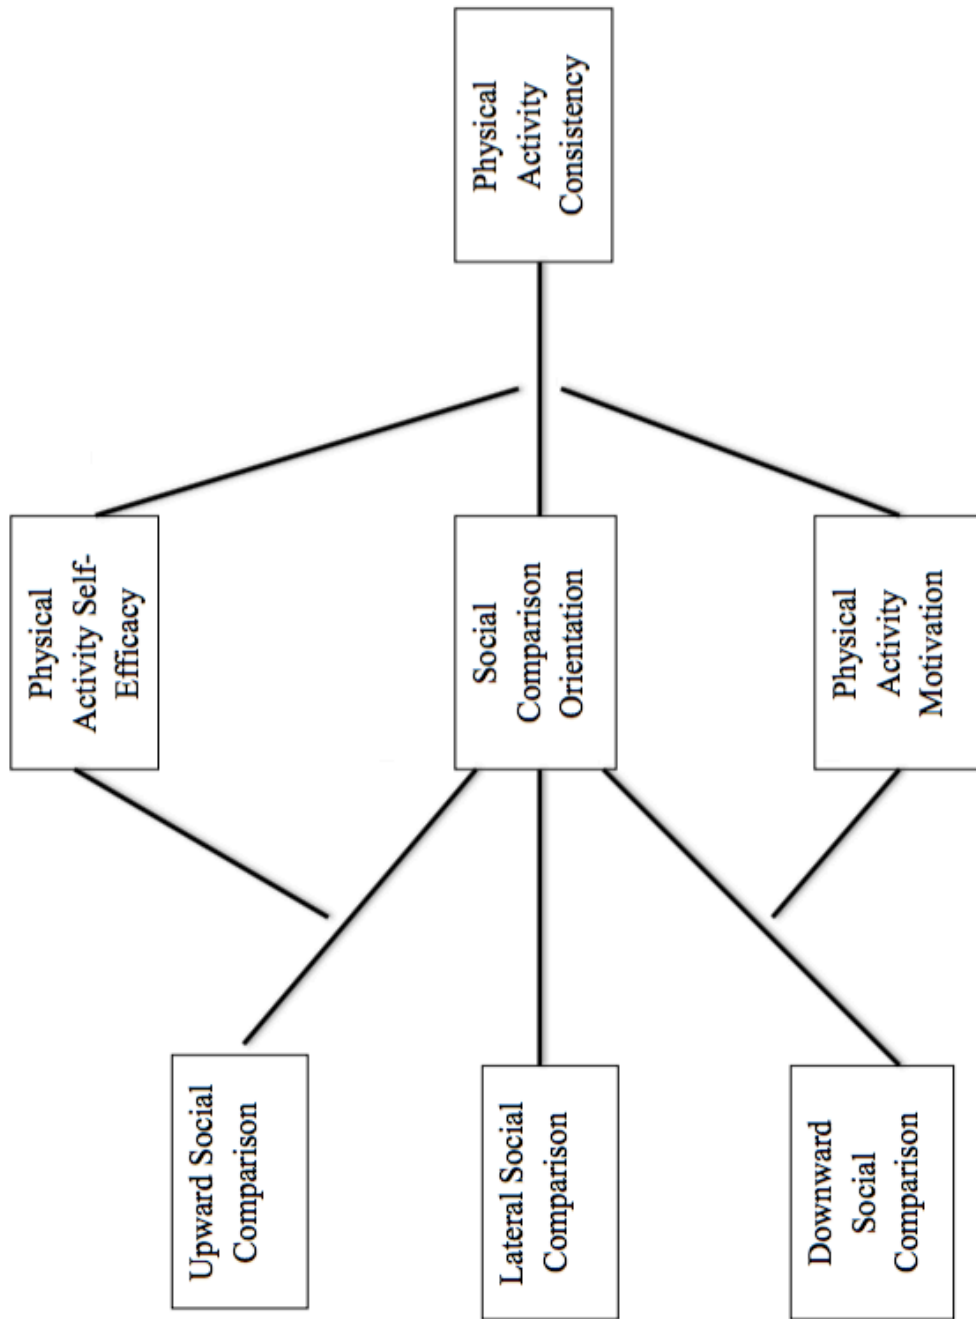 Upward Social
Comparison
Lateral Social
Comparison
Downward
Social
Comparison
Physical
Activity Self-
Efficacy
Social
Comparison
Orientation
Physical
Activity
Motivation
Physical
Activity
Consistency